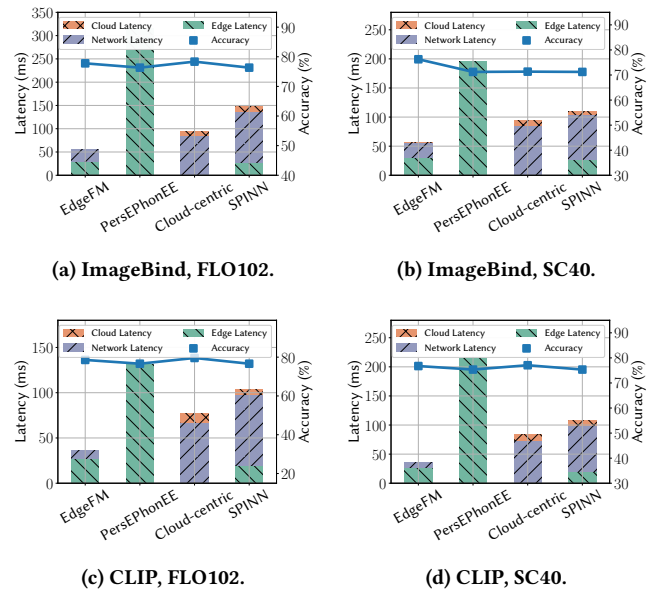 Cloud Latency
Edge Latency
Network Latency
Accuracy
Latency (ms)
350
300
250
200
150
100
50
0
Accuracy (%)
90
80
70
60
50
40
EdgeFM
PersEPhonEE
Cloud-centric
SPINN
(a) ImageBind, FLO102.
Cloud Latency
Edge Latency
Network Latency
Accuracy
Latency (ms)
250
200
150
100
50
0
Accuracy (%)
90
80
70
60
50
40
30
EdgeFM
PersEPhonEE
Cloud-centric
SPINN
(b) ImageBind, SC40.
Cloud Latency
Edge Latency
Network Latency
Accuracy
Latency (ms)
150
100
50
0
Accuracy (%)
80
60
40
20
EdgeFM
PersEPhonEE
Cloud-centric
SPINN
(c) CLIP, FLO102.
Cloud Latency
Edge Latency
Network Latency
Accuracy
Latency (ms)
250
200
150
100
50
0
Accuracy (%)
90
80
70
60
50
40
30
EdgeFM
PersEPhonEE
Cloud-centric
SPINN
(d) CLIP, SC40.